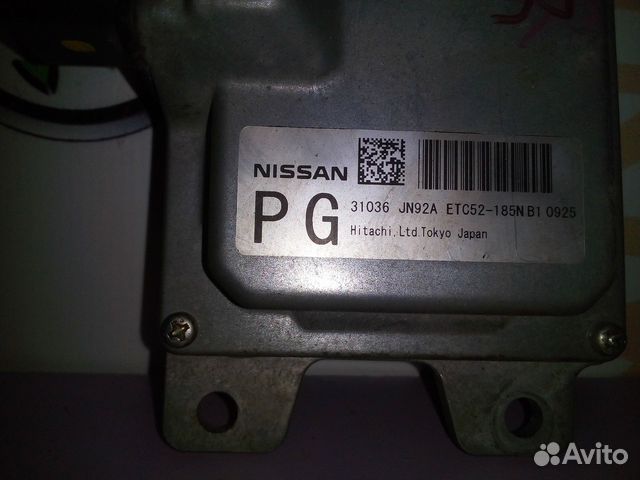 NISSAN
PG
31036 JN92A ETC52-185N B1 0925
Hitachi, Ltd. Tokyo Japan
Avito